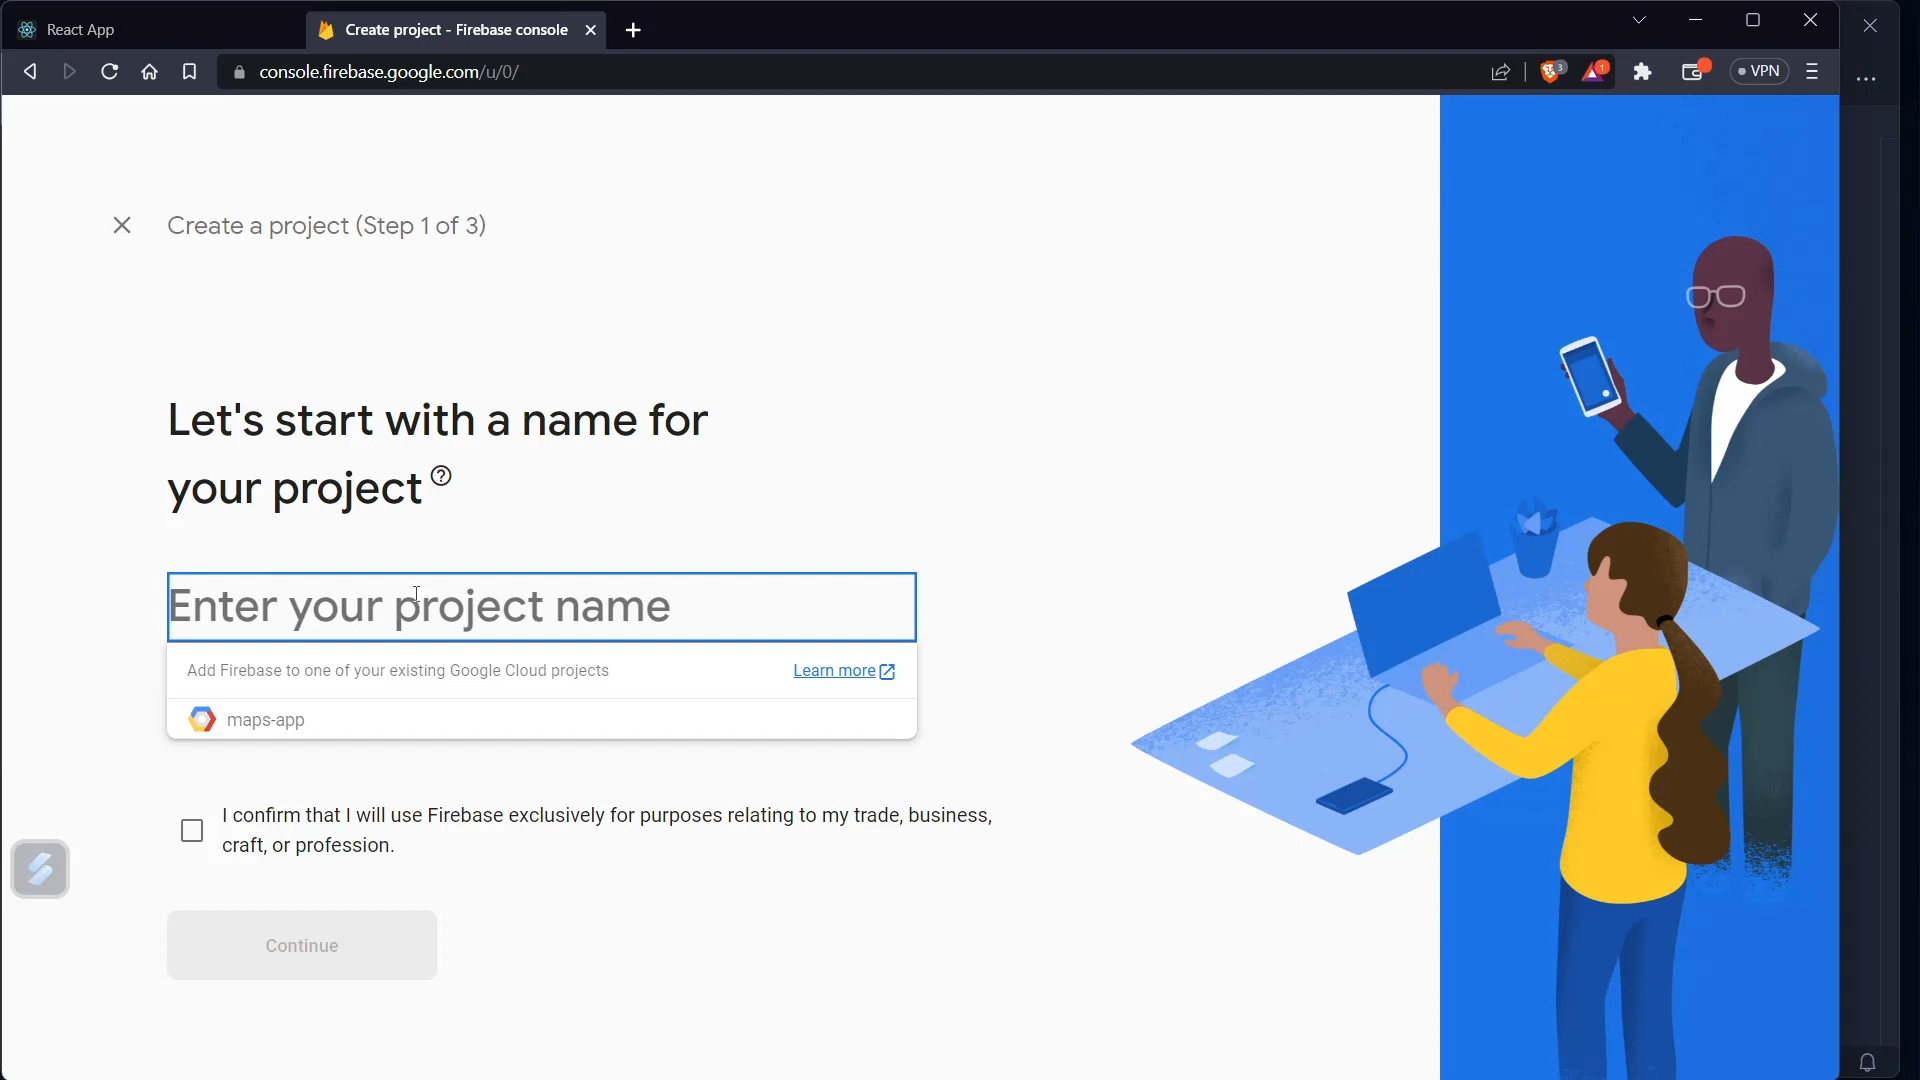 React App
Create project - Firebase console
console.firebase.google.com/u/0/
3
1
VPN
Create a project (Step 1 of 3)
Let's start with a name for
your project
Enter your project name
Add Firebase to one of your existing Google Cloud projects
Learn more
maps-app
I confirm that I will use Firebase exclusively for purposes relating to my trade, business,
craft, or profession.
Continue